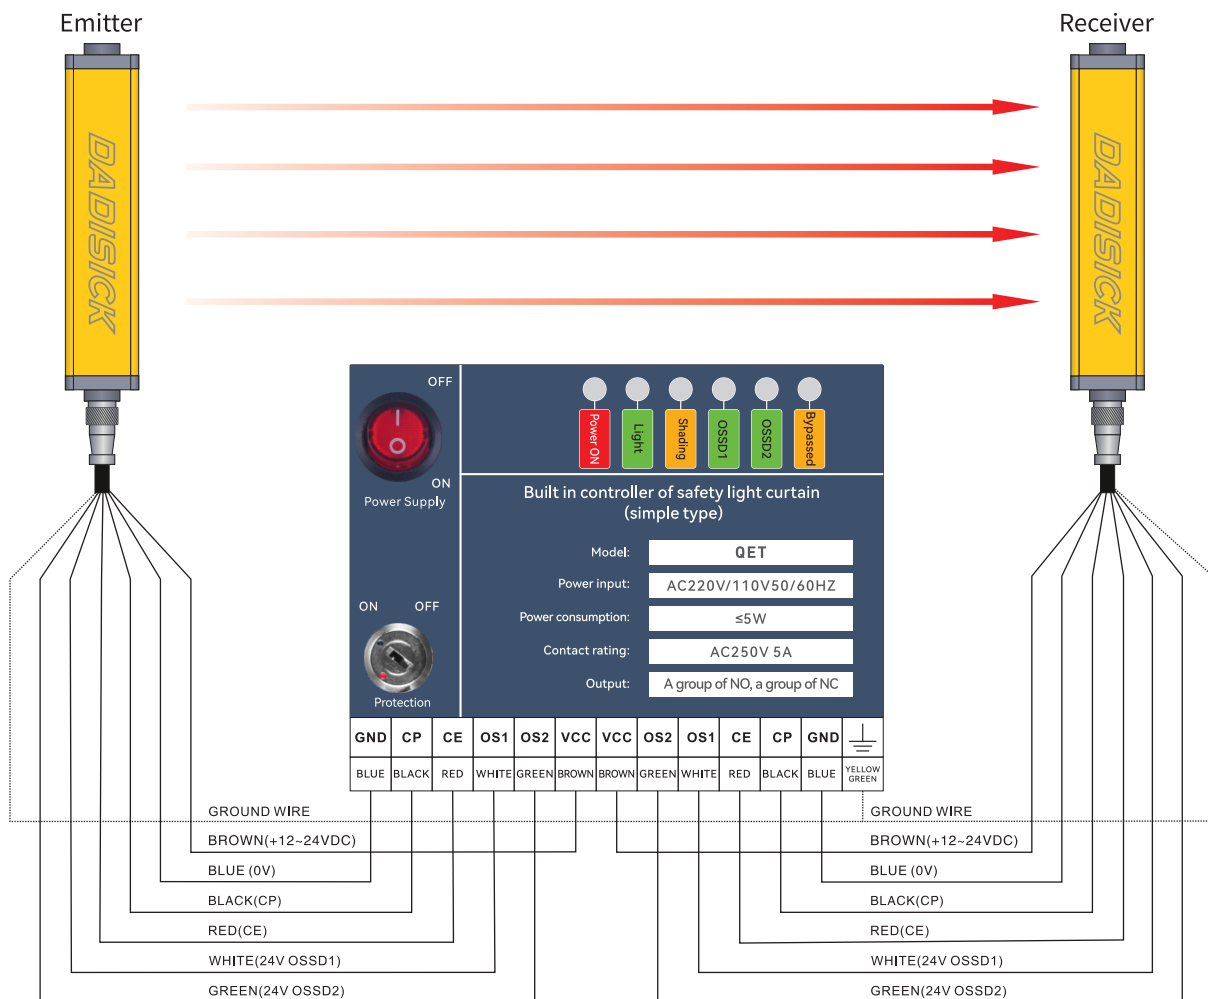 Emitter
Receiver
DADISICK
DADISICK
OFF
ON
Power Supply
Power ON
Light
Shading
OSSD1
OSSD2
Bypassed
Built in controller of safety light curtain
(simple type)
Model: QET
Power input: AC220V/110V50/60HZ
Power consumption: ≤5W
Contact rating: AC250V 5A
Output: A group of NO, a group of NC
ON OFF
Protection
GND CP CE OS1 OS2 VCC VCC OS2 OS1 CE CP GND
BLUE BLACK RED WHITE GREEN BROWN BROWN GREEN WHITE RED BLACK BLUE YELLOW
GREEN
GROUND WIRE
BROWN(+12~24VDC)
BLUE (0V)
BLACK(CP)
RED(CE)
WHITE(24V OSSD1)
GREEN(24V OSSD2)
GROUND WIRE
BROWN(+12~24VDC)
BLUE (0V)
BLACK(CP)
RED(CE)
WHITE(24V OSSD1)
GREEN(24V OSSD2)